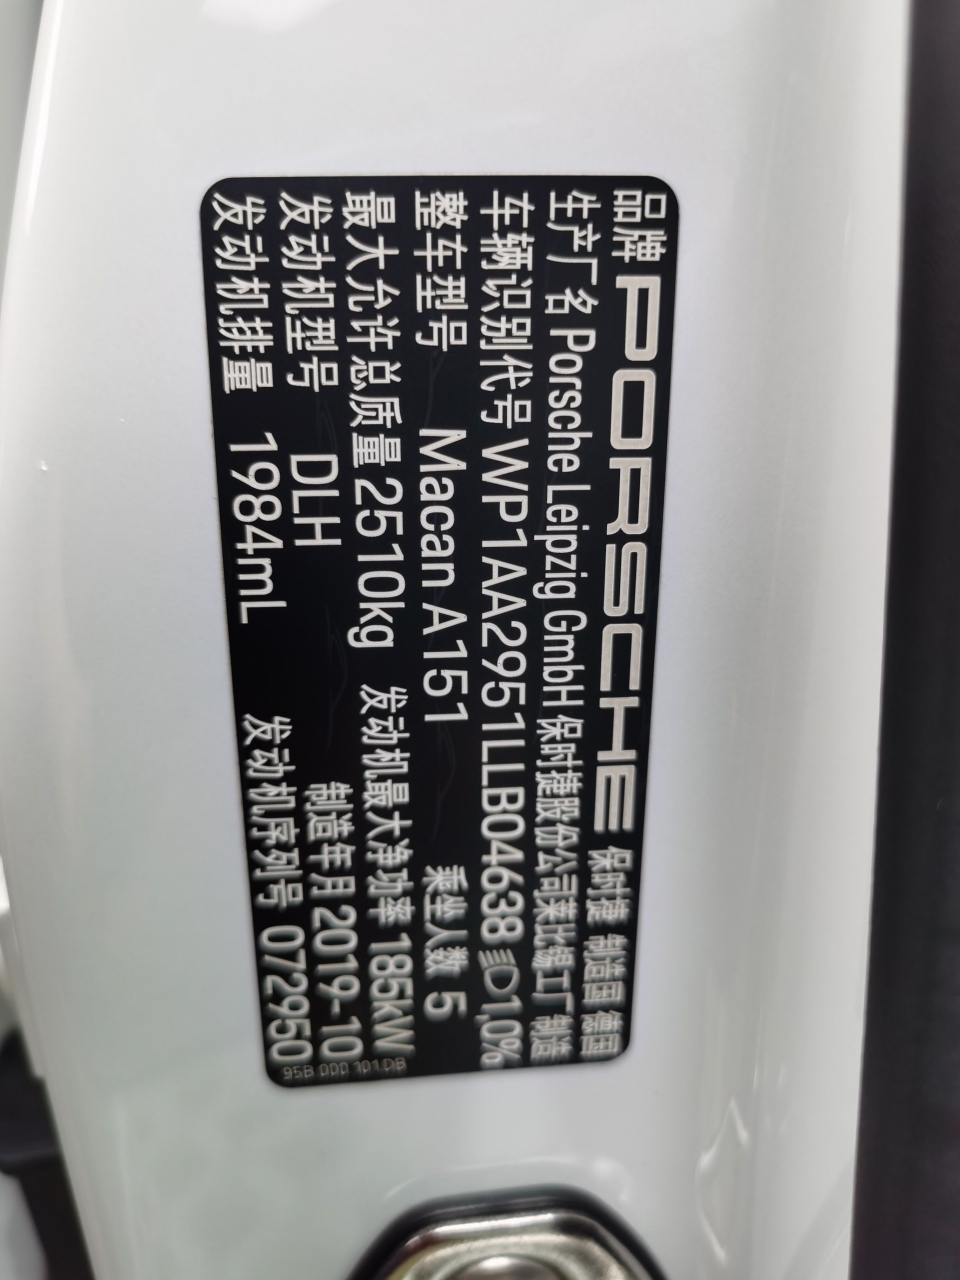 品牌 PORSCHE 保时捷 制造国 德国
生产厂名 Porsche Leipzig GmbH 保时捷股份公司莱比锡工厂 制造
车辆识别代号 WP1AA2951LLB04638 1,0%
整车型号 Macan A151 乘坐人数 5
最大允许总质量 2510kg 发动机最大净功率 185kW
发动机型号 DLH 制造年月 2019-10
发动机排量 1984mL 发动机序列号 072950
95B 000 101 DB